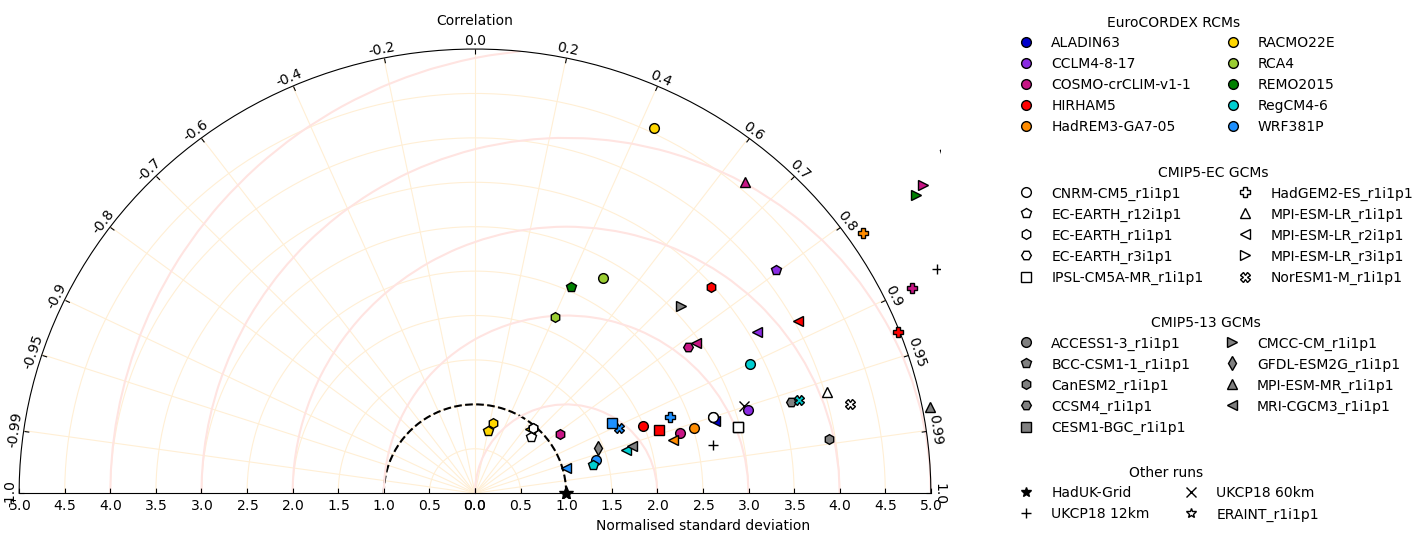 Correlation
-0.2 0.0 0.2
-0.4 0.4
-0.6 0.6
-0.7 0.7
-0.8 0.8
-0.9 0.9
-0.95 0.95
-0.99 0.99
-1.0 1.0
5.0 4.5 4.0 3.5 3.0 2.5 2.0 1.5 1.0 0.5 0.0 0.5 1.0 1.5 2.0 2.5 3.0 3.5 4.0 4.5 5.0
Normalised standard deviation
EuroCORDEX RCMs
ALADIN63 RACMO22E
CCLM4-8-17 RCA4
COSMO-crCLIM-v1-1 REMO2015
HIRHAM5 RegCM4-6
HadREM3-GA7-05 WRF381P
CMIP5-EC GCMs
CNRM-CM5_r1i1p1 HadGEM2-ES_r1i1p1
EC-EARTH_r12i1p1 MPI-ESM-LR_r1i1p1
EC-EARTH_r1i1p1 MPI-ESM-LR_r2i1p1
EC-EARTH_r3i1p1 MPI-ESM-LR_r3i1p1
IPSL-CM5A-MR_r1i1p1 NorESM1-M_r1i1p1
CMIP5-13 GCMs
ACCESS1-3_r1i1p1 CMCC-CM_r1i1p1
BCC-CSM1-1_r1i1p1 GFDL-ESM2G_r1i1p1
CanESM2_r1i1p1 MPI-ESM-MR_r1i1p1
CCSM4_r1i1p1 MRI-CGCM3_r1i1p1
CESM1-BGC_r1i1p1
Other runs
HadUK-Grid UKCP18 60km
UKCP18 12km ERAINT_r1i1p1